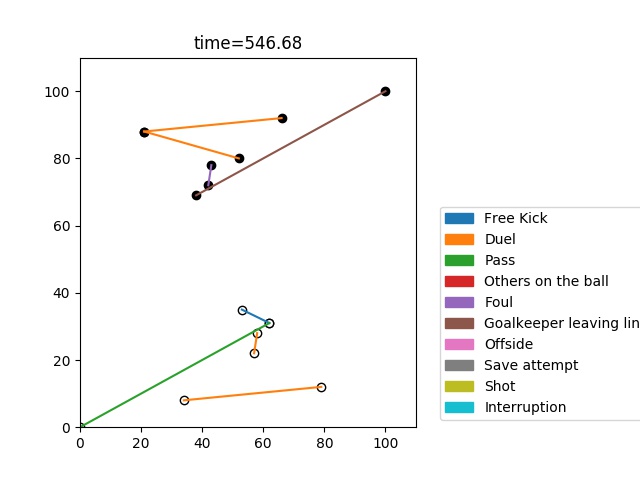 time=546.68
100
80
60
40
20
0
0 20 40 60 80 100
Free Kick
Duel
Pass
Others on the ball
Foul
Goalkeeper leaving lin
Offside
Save attempt
Shot
Interruption